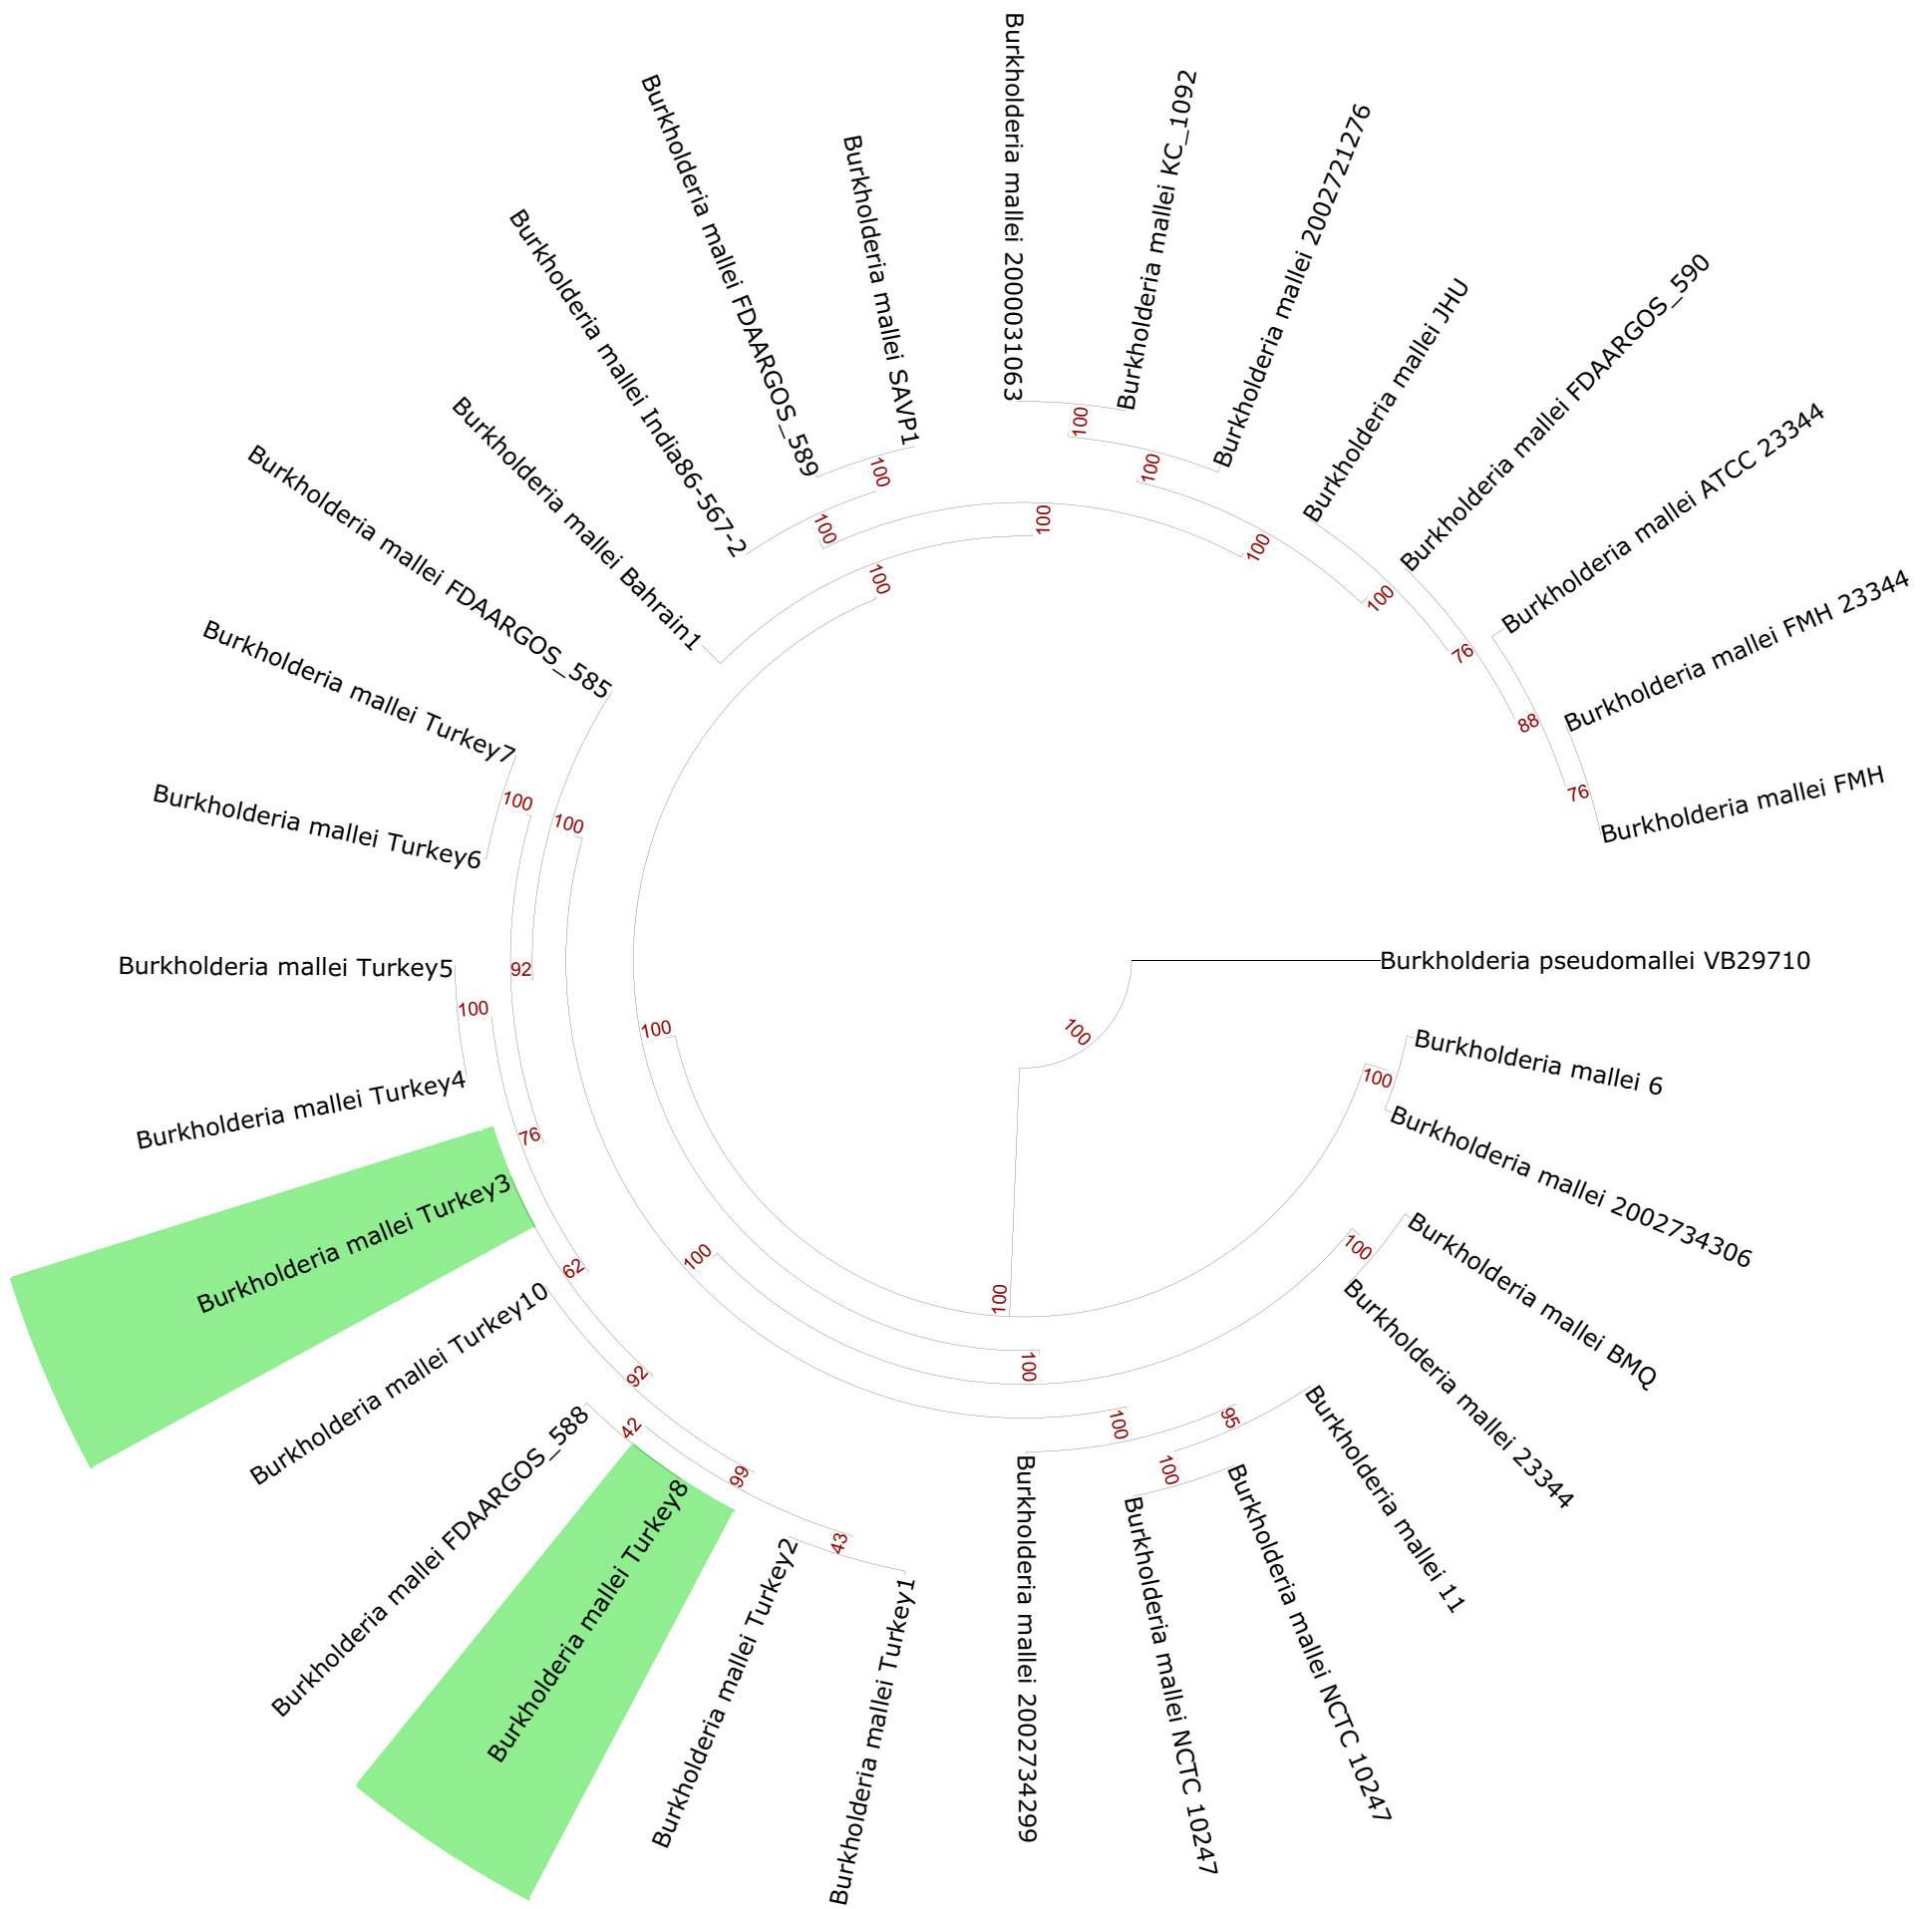 Burkholderia mallei 2000031063
Burkholderia mallei KC_1092
Burkholderia mallei 2002721276
Burkholderia mallei JHU
Burkholderia mallei FDAARGOS_590
Burkholderia mallei ATCC 23344
Burkholderia mallei FMH 23344
Burkholderia mallei FMH
Burkholderia pseudomallei VB29710
Burkholderia mallei 6
Burkholderia mallei 2002734306
Burkholderia mallei BMQ
Burkholderia mallei 23344
Burkholderia mallei 11
Burkholderia mallei NCTC 10247
Burkholderia mallei NCTC 10247
Burkholderia mallei 2002734299
Burkholderia mallei Turkey1
Burkholderia mallei Turkey2
Burkholderia mallei Turkey8
Burkholderia mallei FDAARGOS_588
Burkholderia mallei Turkey10
Burkholderia mallei Turkey3
Burkholderia mallei Turkey4
Burkholderia mallei Turkey5
Burkholderia mallei Turkey6
Burkholderia mallei Turkey7
Burkholderia mallei FDAARGOS_585
Burkholderia mallei Bahrain1
Burkholderia mallei India86-567-2
Burkholderia mallei FDAARGOS_589
Burkholderia mallei SAVP1
100
100
100
100
76
88
76
100
100
100
95
100
100
100
100
43
99
42
92
62
76
100
92
100
100
100
100
100
100
100
100
100